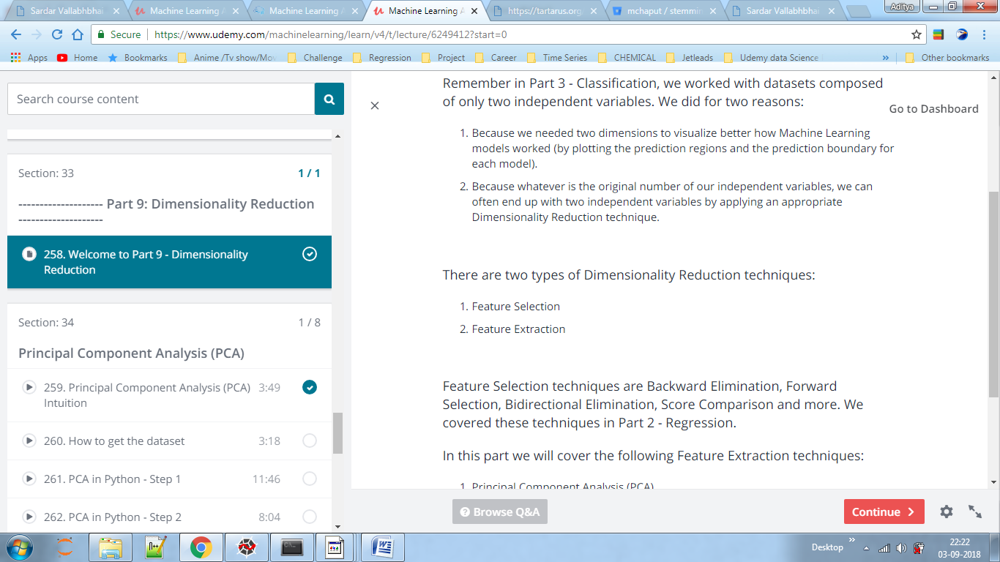 Sardar Vallabhbhai
Machine Learning A
Machine Learning A
Machine Learning A
https://tartarus.org
mchaput / stemmin
Sardar Vallabhbhai
Aditya
Secure
https://www.udemy.com/machinelearning/learn/v4/t/lecture/6249412?start=0
Apps
Home
Bookmarks
Anime /Tv show/Mov
Challenge
Regression
Project
Career
Time Series
CHEMICAL
Jetleads
Udemy data Science
»
Other bookmarks
Search course content
Section: 33
1 / 1
-------------------- Part 9: Dimensionality Reduction
--------------------
258. Welcome to Part 9 - Dimensionality
Reduction
Section: 34
1 / 8
Principal Component Analysis (PCA)
259. Principal Component Analysis (PCA) 3:49
Intuition
260. How to get the dataset 3:18
261. PCA in Python - Step 1 11:46
262. PCA in Python - Step 2 8:04
Go to Dashboard
Remember in Part 3 - Classification, we worked with datasets composed
of only two independent variables. We did for two reasons:
1. Because we needed two dimensions to visualize better how Machine Learning
models worked (by plotting the prediction regions and the prediction boundary for
each model).
2. Because whatever is the original number of our independent variables, we can
often end up with two independent variables by applying an appropriate
Dimensionality Reduction technique.
There are two types of Dimensionality Reduction techniques:
1. Feature Selection
2. Feature Extraction
Feature Selection techniques are Backward Elimination, Forward
Selection, Bidirectional Elimination, Score Comparison and more. We
covered these techniques in Part 2 - Regression.
In this part we will cover the following Feature Extraction techniques:
1. Principal Component Analysis (PCA)
Browse Q&A
Continue
Desktop
»
22:22
03-09-2018